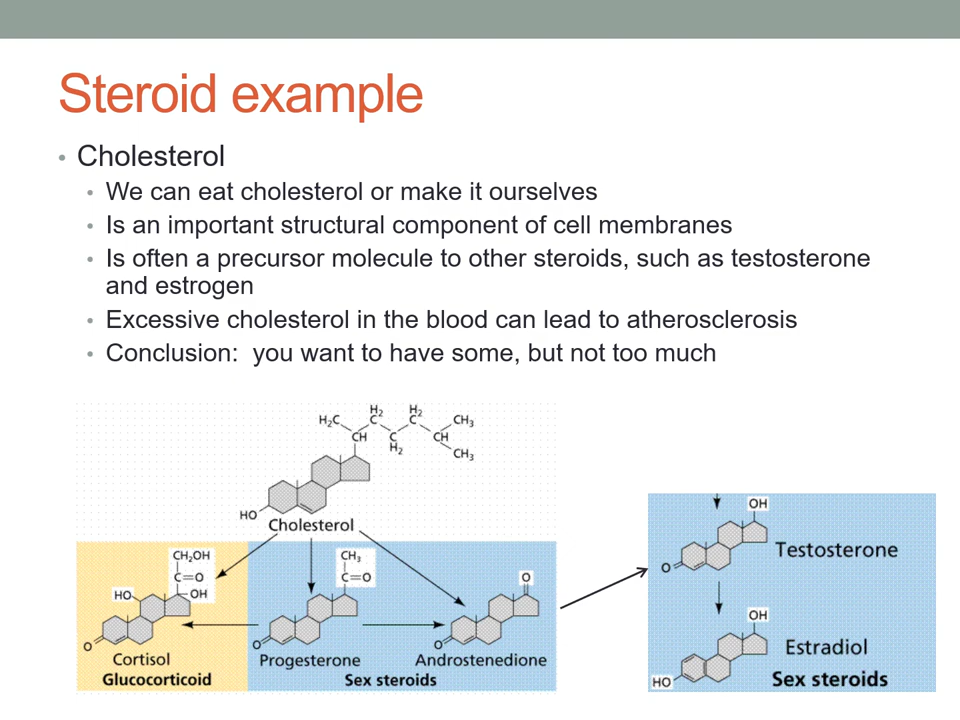 Steroid example
• Cholesterol
• We can eat cholesterol or make it ourselves
• Is an important structural component of cell membranes
• Is often a precursor molecule to other steroids, such as testosterone
and estrogen
• Excessive cholesterol in the blood can lead to atherosclerosis
• Conclusion:  you want to have some, but not too much
H₂ H₂
H₂C C C CH₃
CH C CH
H₂ CH₃
HO
Cholesterol
CH₂OH
C=O
OH
HO
O
Cortisol
Glucocorticoid
CH₃
C=O
O
Progesterone
O
O
Androstenedione
Sex steroids
OH
O
Testosterone
OH
HO
Estradiol
Sex steroids